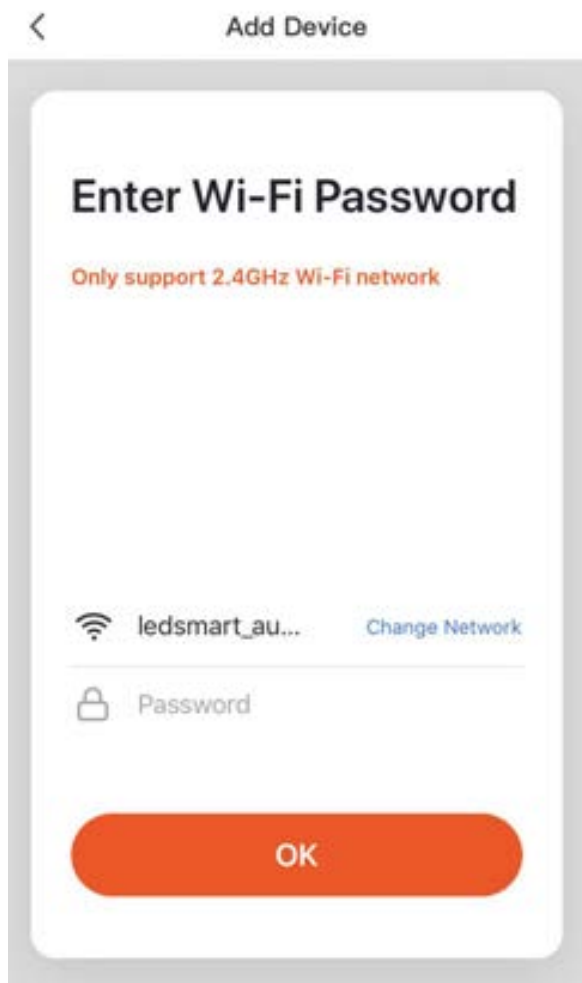 Add Device
Enter Wi-Fi Password
Only support 2.4GHz Wi-Fi network
ledsmart_au... Change Network
Password
OK